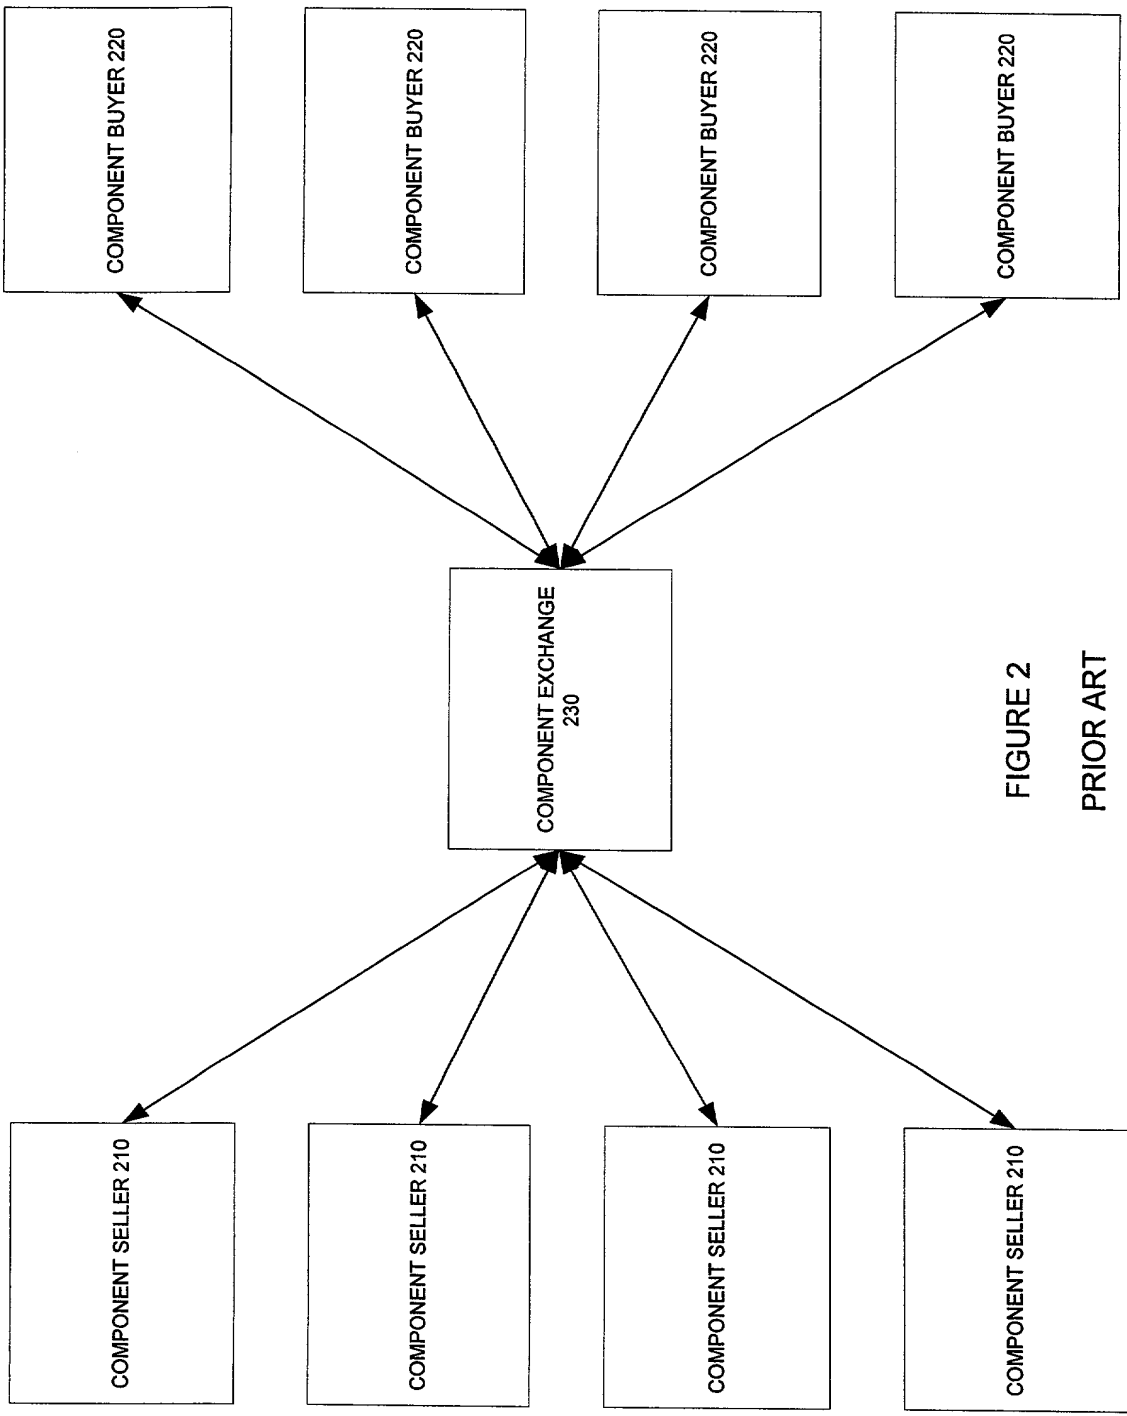 COMPONENT SELLER 210
COMPONENT BUYER 220
COMPONENT SELLER 210
COMPONENT BUYER 220
COMPONENT EXCHANGE
230
COMPONENT SELLER 210
COMPONENT BUYER 220
COMPONENT SELLER 210
COMPONENT BUYER 220
FIGURE 2
PRIOR ART